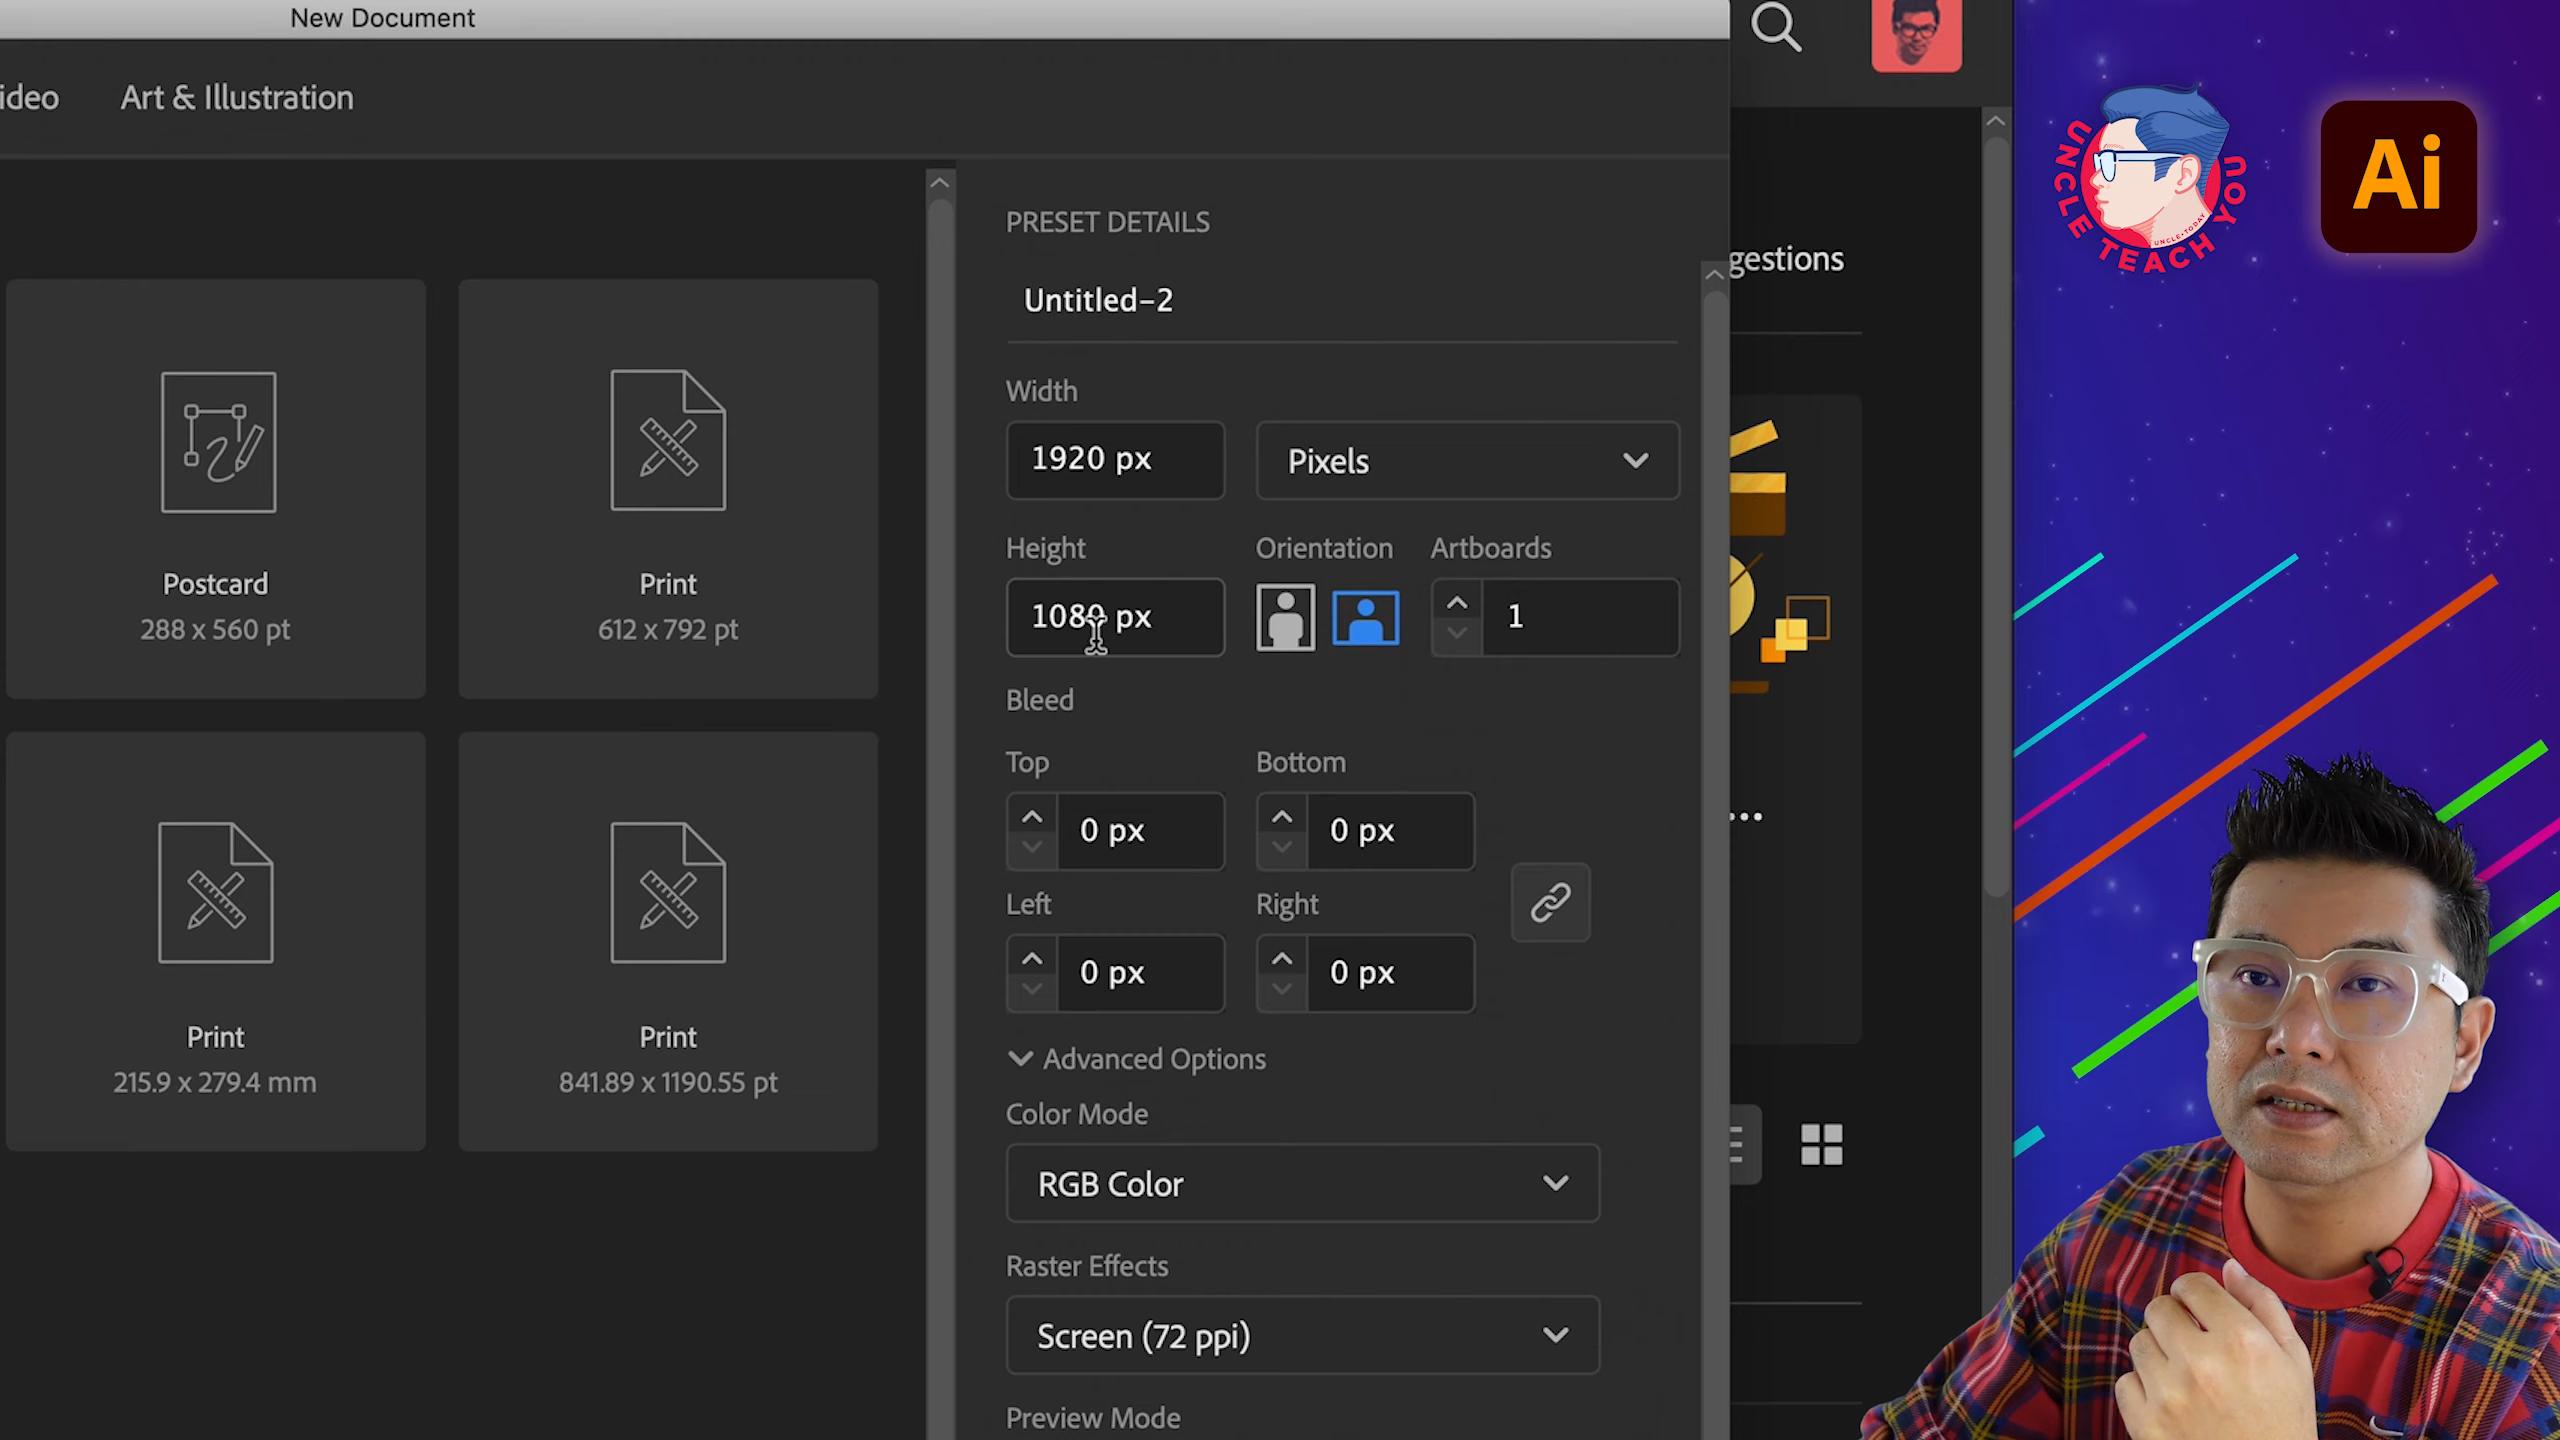 New Document
ideo
Art & Illustration
PRESET DETAILS
Untitled-2
Width
1920 px
Pixels
Height
Orientation
Artboards
1080 px
1
Bleed
Top
Bottom
0 px
0 px
Left
Right
0 px
0 px
Advanced Options
Color Mode
RGB Color
Raster Effects
Screen (72 ppi)
Preview Mode
Postcard
288 x 560 pt
Print
612 x 792 pt
Print
215.9 x 279.4 mm
Print
841.89 x 1190.55 pt
gestions
UNCLE TEACH YOU
UNCLE•TODAY
Ai